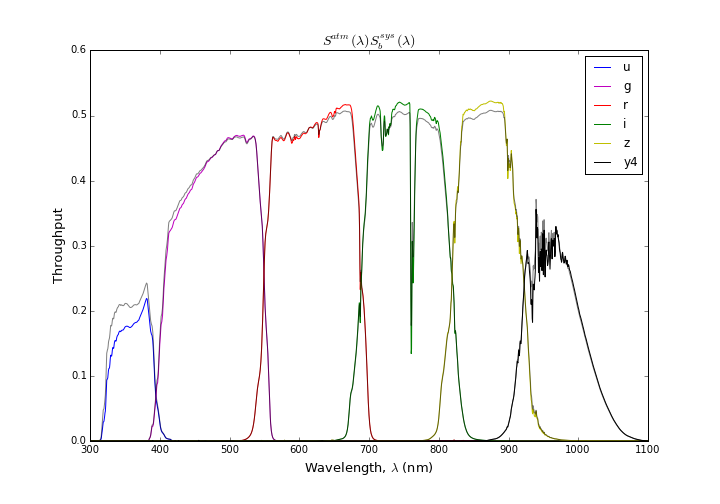 S^{atm}(λ)S_b^{sys}(λ)
0.6
0.5
0.4
0.3
0.2
0.1
0.0
Throughput
300 400 500 600 700 800 900 1000 1100
Wavelength, λ (nm)
u
g
r
i
z
y4